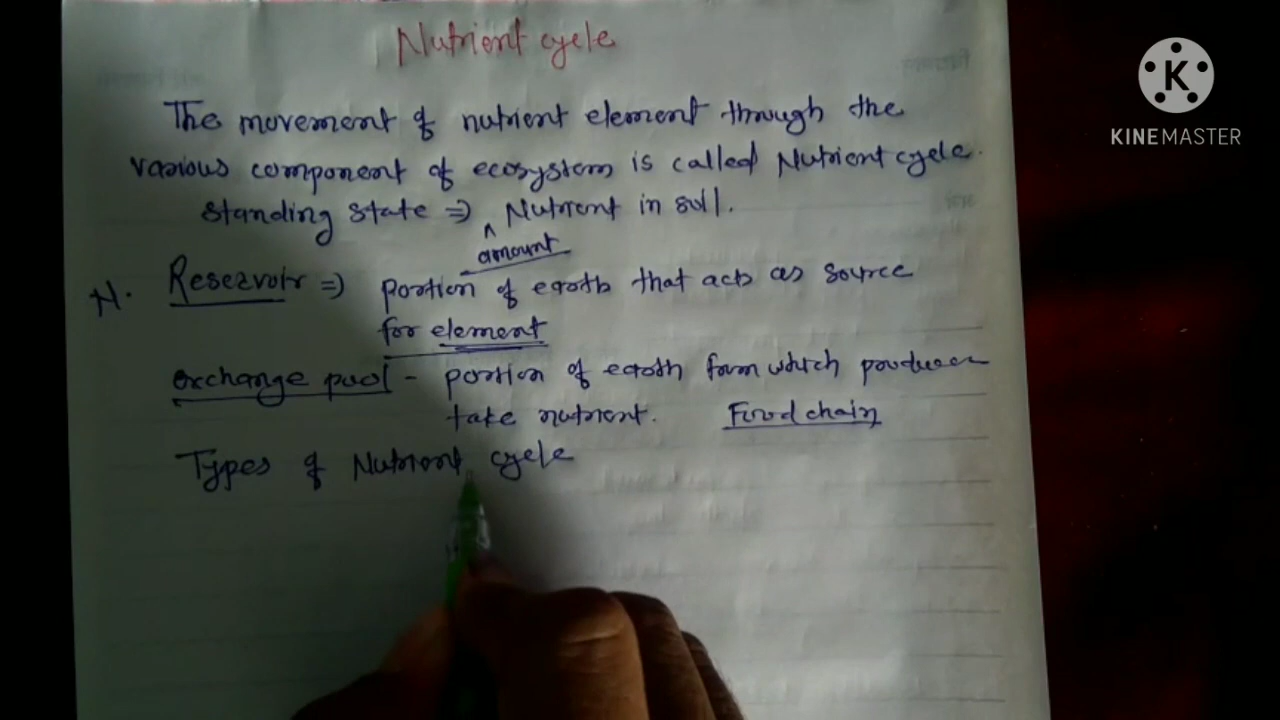 Nutrient cycle
The movement of nutrient element through the
various component of ecosystem is called Nutrient cycle.
standing state => ^ Nutrient in soil.
amount
N. Reservoir => portion of earth that acts as source
for element
exchange pool - portion of earth form which producer
take nutrient. Food chain
Types of Nutrient cycle
K
KINEMASTER